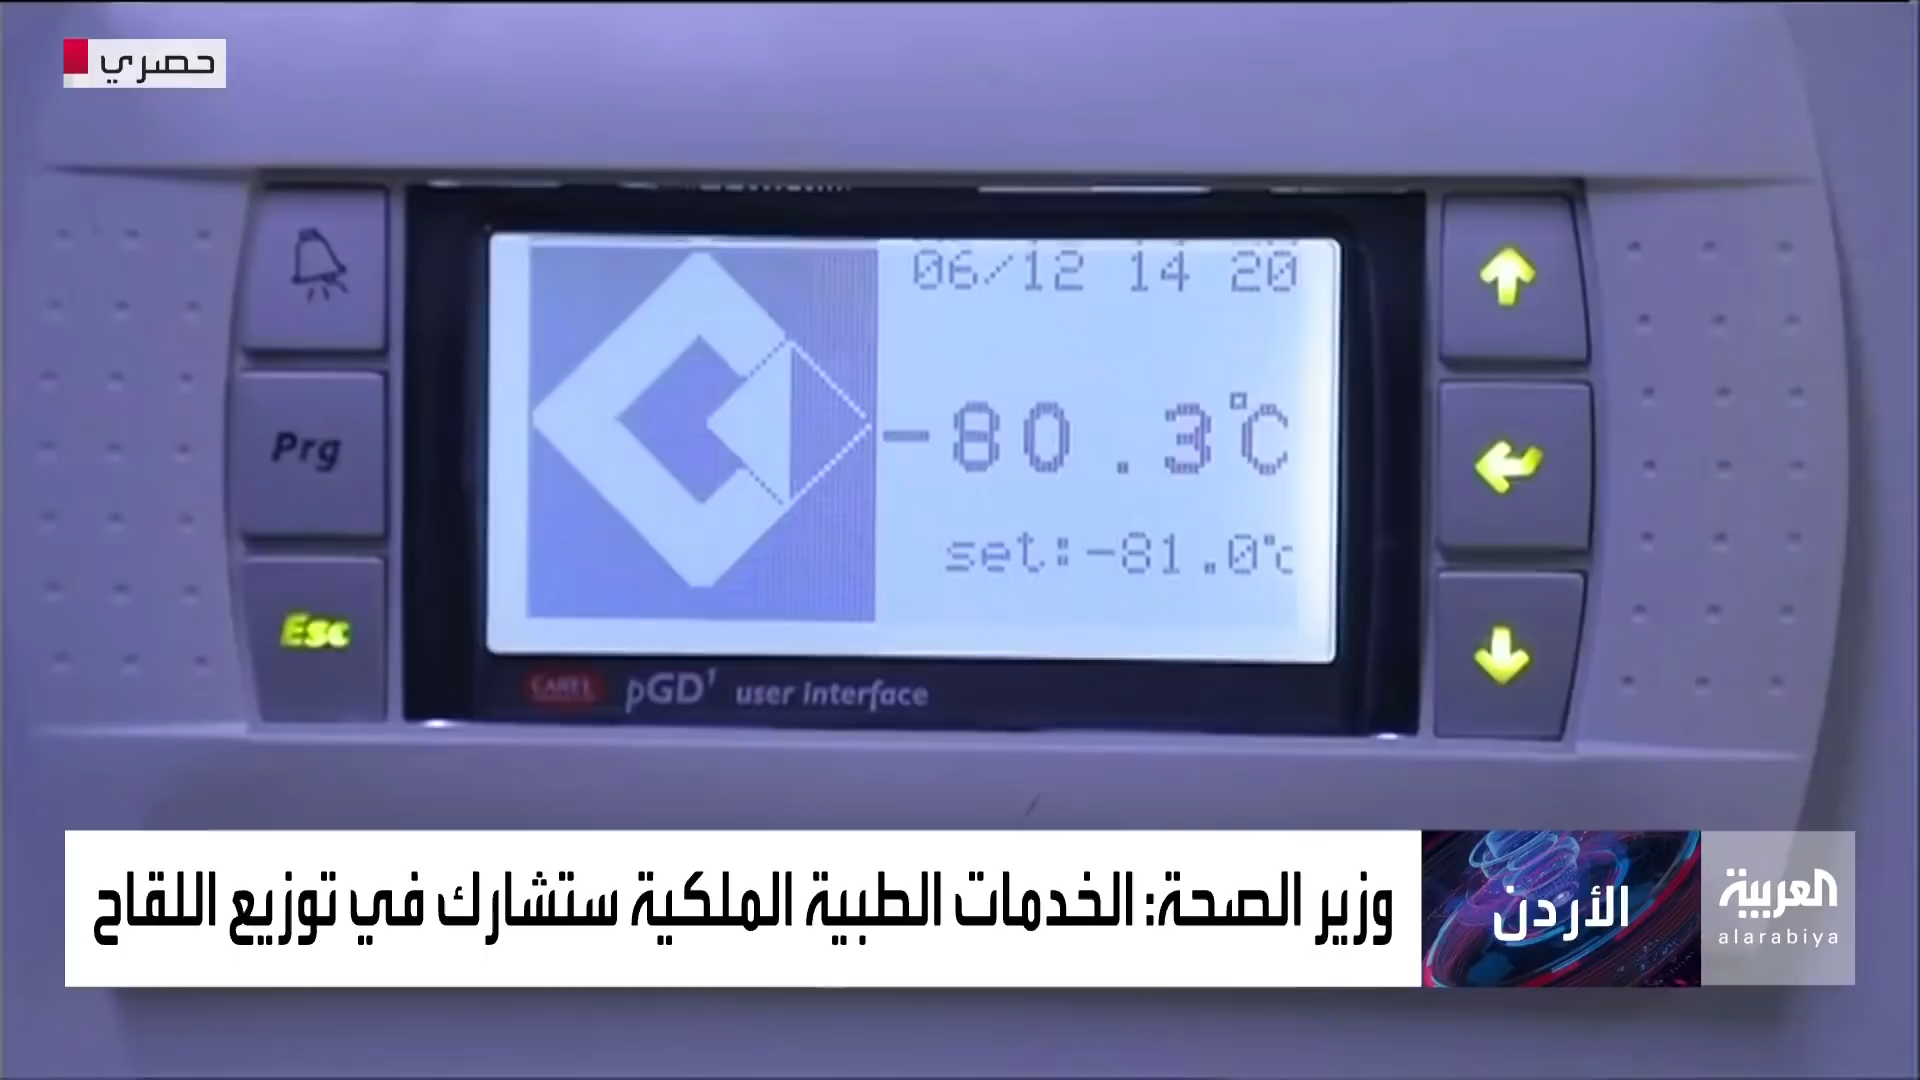 حصري
06/12 14 20
-80.3°C
set:-81.0°c
Prg
Esc
CAREL pGD¹ user interface
وزير الصحة: الخدمات الطبية الملكية ستشارك في توزيع اللقاح
الأردن
العربية
alarabiya